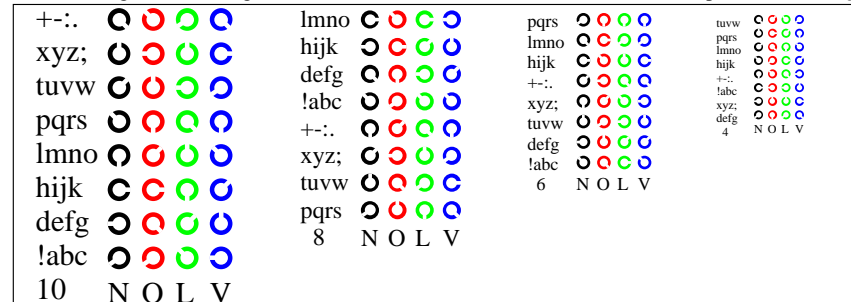 +-:.
xyz;
tuvw
pqrs
lmno
hijk
defg
!abc
10 N O L V
lmno
hijk
defg
!abc
+-:.
xyz;
tuvw
pqrs
8 N O L V
pqrs
lmno
hijk
+-:.
xyz;
tuvw
defg
!abc
6 N O L V
tuvw
pqrs
lmno
hijk
+-:.
!abc
xyz;
defg
4 N O L V